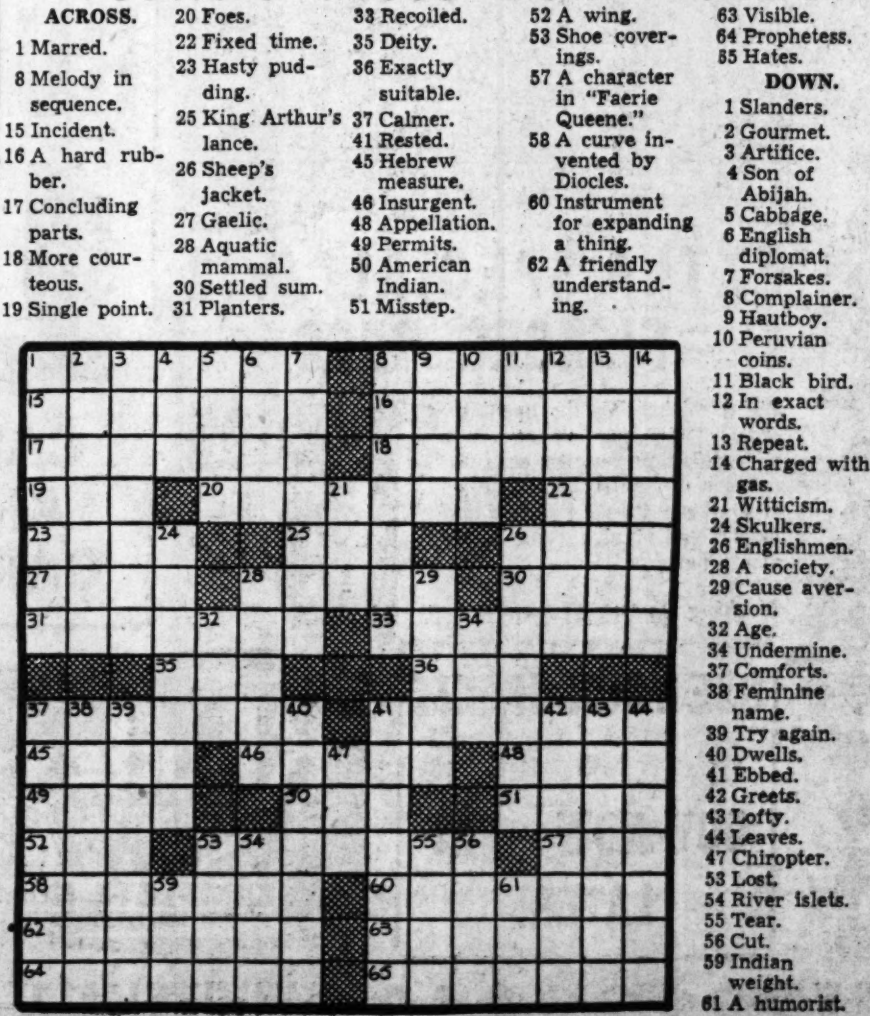 ACROSS.
1 Marred.
8 Melody in
sequence.
15 Incident.
16 A hard rub-
ber.
17 Concluding
parts.
18 More cour-
teous.
19 Single point.
20 Foes.
22 Fixed time.
23 Hasty pud-
ding.
25 King Arthur's
lance.
26 Sheep's
jacket.
27 Gaelic.
28 Aquatic
mammal.
30 Settled sum.
31 Planters.
33 Recoiled.
35 Deity.
36 Exactly
suitable.
37 Calmer.
41 Rested.
45 Hebrew
measure.
46 Insurgent.
48 Appellation.
49 Permits.
50 American
Indian.
51 Misstep.
52 A wing.
53 Shoe cover-
ings.
57 A character
in "Faerie
Queene."
58 A curve in-
vented by
Diocles.
60 Instrument
for expanding
a thing.
62 A friendly
understand-
ing.
63 Visible.
64 Prophetess.
65 Hates.
DOWN.
1 Slanders.
2 Gourmet.
3 Artifice.
4 Son of
Abijah.
5 Cabbage.
6 English
diplomat.
7 Forsakes.
8 Complainer.
9 Hautboy.
10 Peruvian
coins.
11 Black bird.
12 In exact
words.
13 Repeat.
14 Charged with
gas.
21 Witticism.
24 Skulkers.
26 Englishmen.
28 A society.
29 Cause aver-
sion.
32 Age.
34 Undermine.
37 Comforts.
38 Feminine
name.
39 Try again.
40 Dwells.
41 Ebbed.
42 Greets.
43 Lofty.
44 Leaves.
47 Chiropter.
53 Lost.
54 River islets.
55 Tear.
56 Cut.
59 Indian
weight.
61 A humorist.
1 2 3 4 5 6 7 8 9 10 11 12 13 14
15 16
17 18
19 20 21 22
23 24 25 26
27 28 29 30
31 32 33 34
35 36
37 38 39 40 41 42 43 44
45 46 47 48
49 50 51
52 53 54 55 56 57
58 59 60 61
62 63
64 65